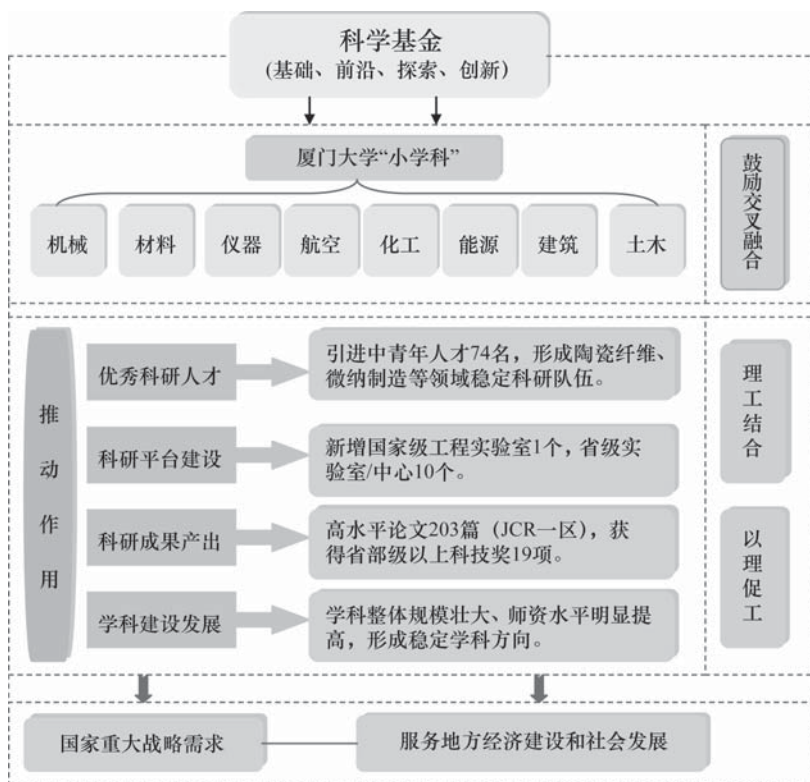 科学基金
(基础、前沿、探索、创新)
厦门大学“小学科”
机械
材料
仪器
航空
化工
能源
建筑
土木
鼓励交叉融合
推动作用
优秀科研人才
引进中青年人才74名，形成陶瓷纤维、
微纳制造等领域稳定科研队伍。
科研平台建设
新增国家级工程实验室1个，省级实
验室/中心10个。
科研成果产出
高水平论文203篇（JCR一区），获
得省部级以上科技奖19项。
学科建设发展
学科整体规模壮大、师资水平明显提
高，形成稳定学科方向。
理工结合
以理促工
国家重大战略需求
服务地方经济建设和社会发展